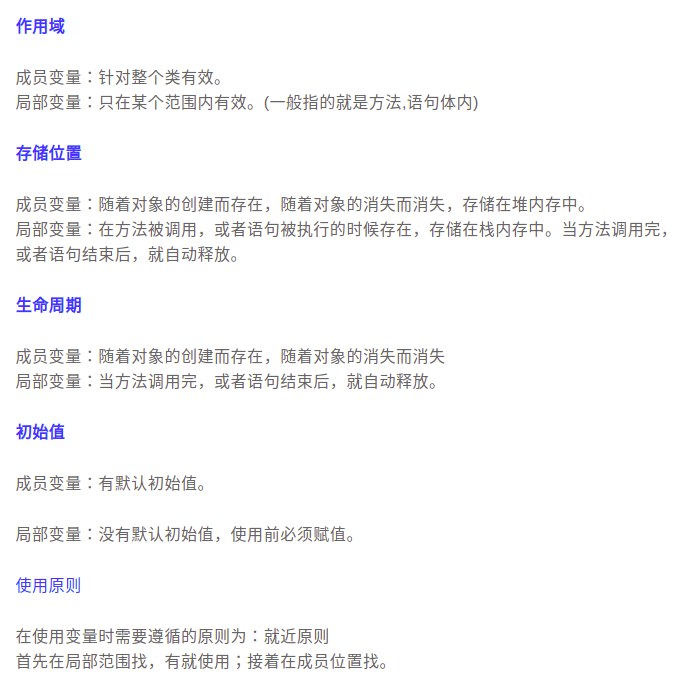 作用域
成员变量：针对整个类有效。
局部变量：只在某个范围内有效。(一般指的就是方法,语句体内)
存储位置
成员变量：随着对象的创建而存在，随着对象的消失而消失，存储在堆内存中。
局部变量：在方法被调用，或者语句被执行的时候存在，存储在栈内存中。当方法调用完，
或者语句结束后，就自动释放。
生命周期
成员变量：随着对象的创建而存在，随着对象的消失而消失
局部变量：当方法调用完，或者语句结束后，就自动释放。
初始值
成员变量：有默认初始值。
局部变量：没有默认初始值，使用前必须赋值。
使用原则
在使用变量时需要遵循的原则为：就近原则
首先在局部范围找，有就使用；接着在成员位置找。